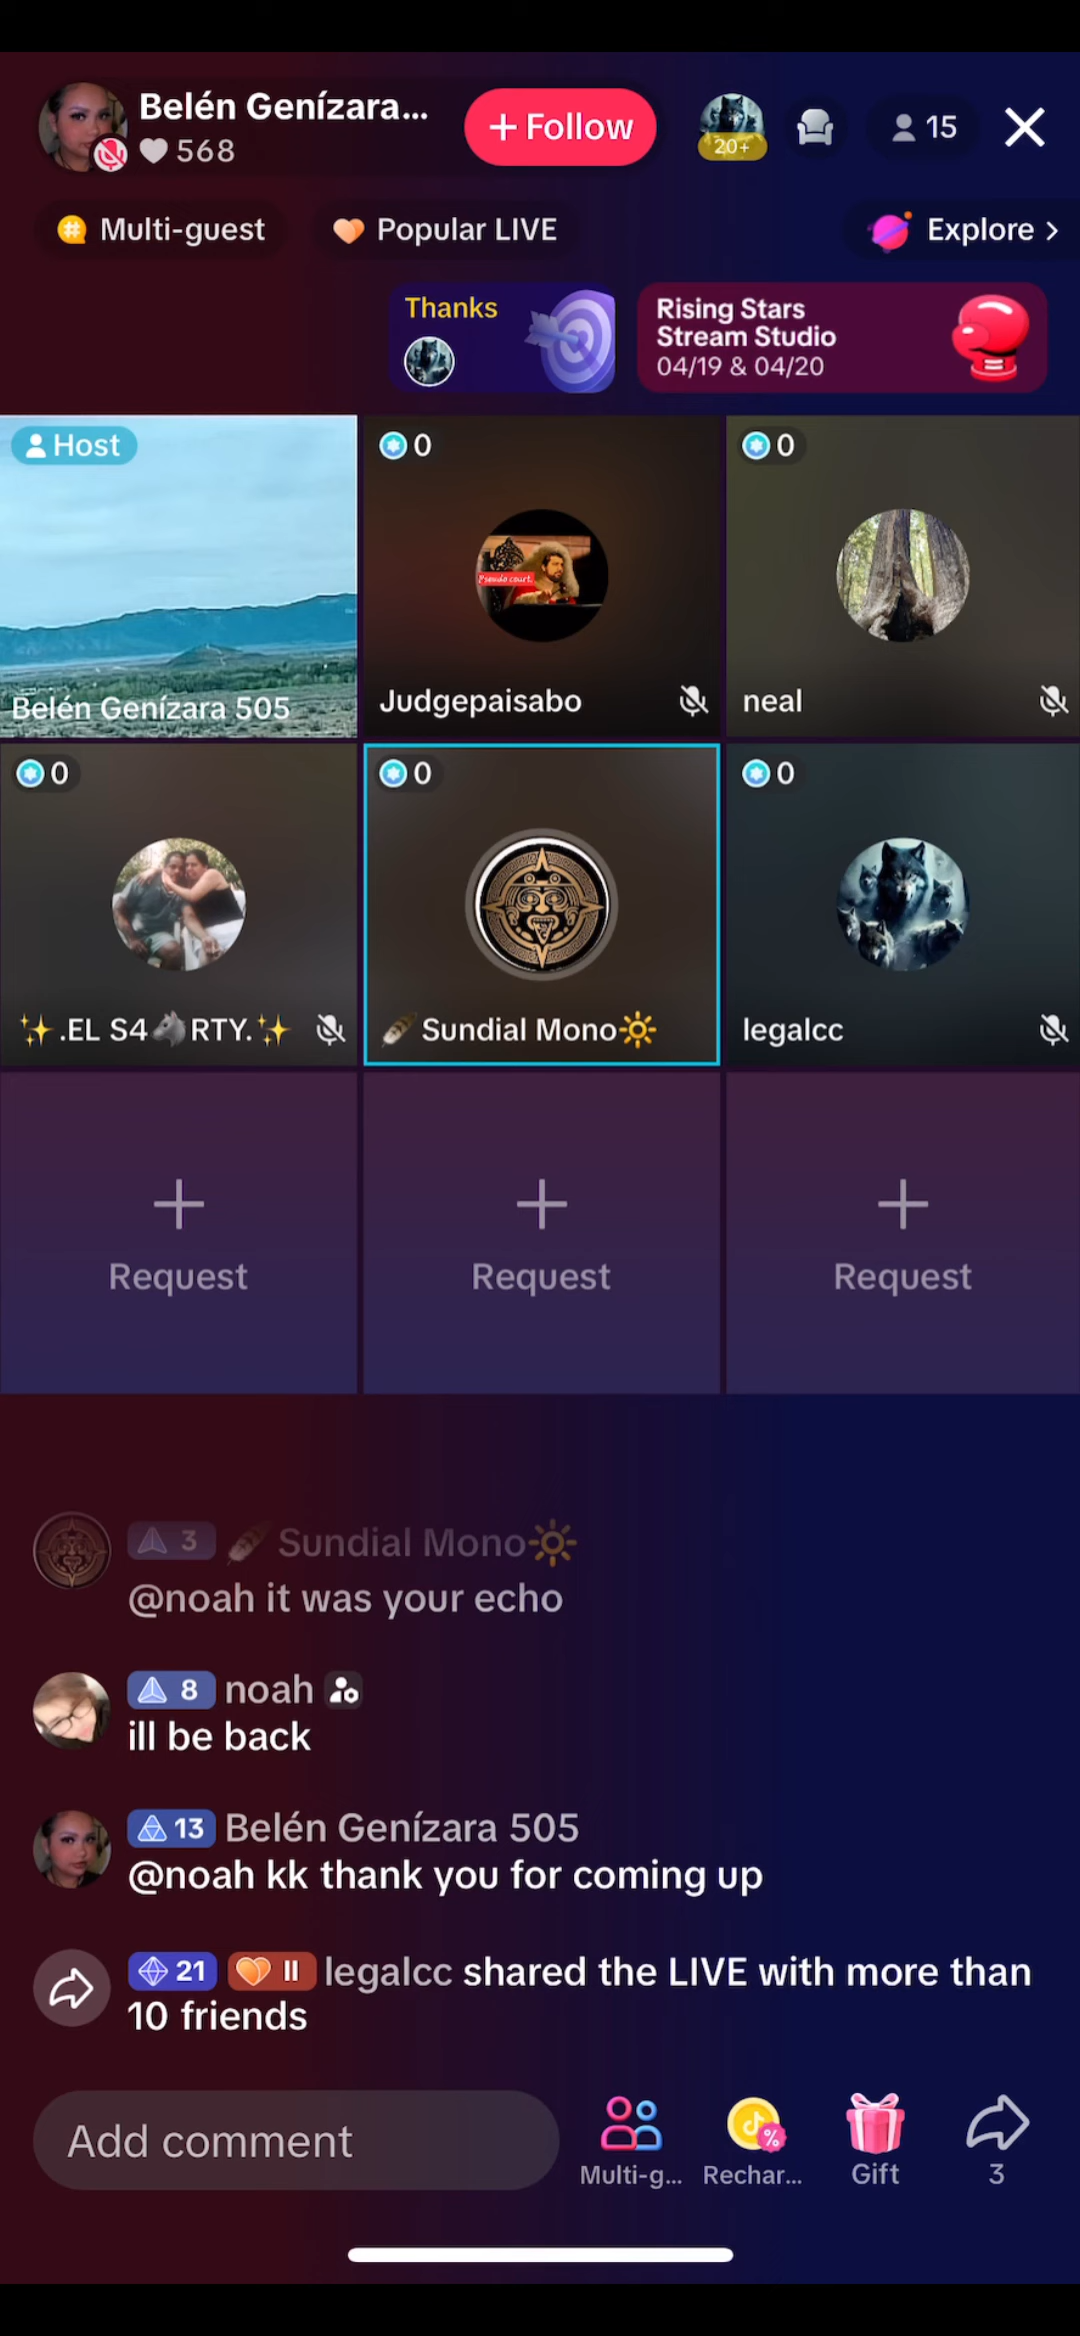 Belén Genízara...
568
+ Follow
20+
15
Multi-guest
Popular LIVE
Explore >
Thanks
Rising Stars
Stream Studio
04/19 & 04/20
Host
0
0
Pseudo court.
Belén Genízara 505
Judgepaisabo
neal
0
0
0
✨.EL S4🐴RTY.✨
🪶 Sundial Mono🔆
legalcc
Request
Request
Request
3 🪶 Sundial Mono🔆
@noah it was your echo
8 noah
ill be back
13 Belén Genízara 505
@noah kk thank you for coming up
21 II legalcc shared the LIVE with more than
10 friends
Add comment
Multi-g...
Rechar...
Gift
3